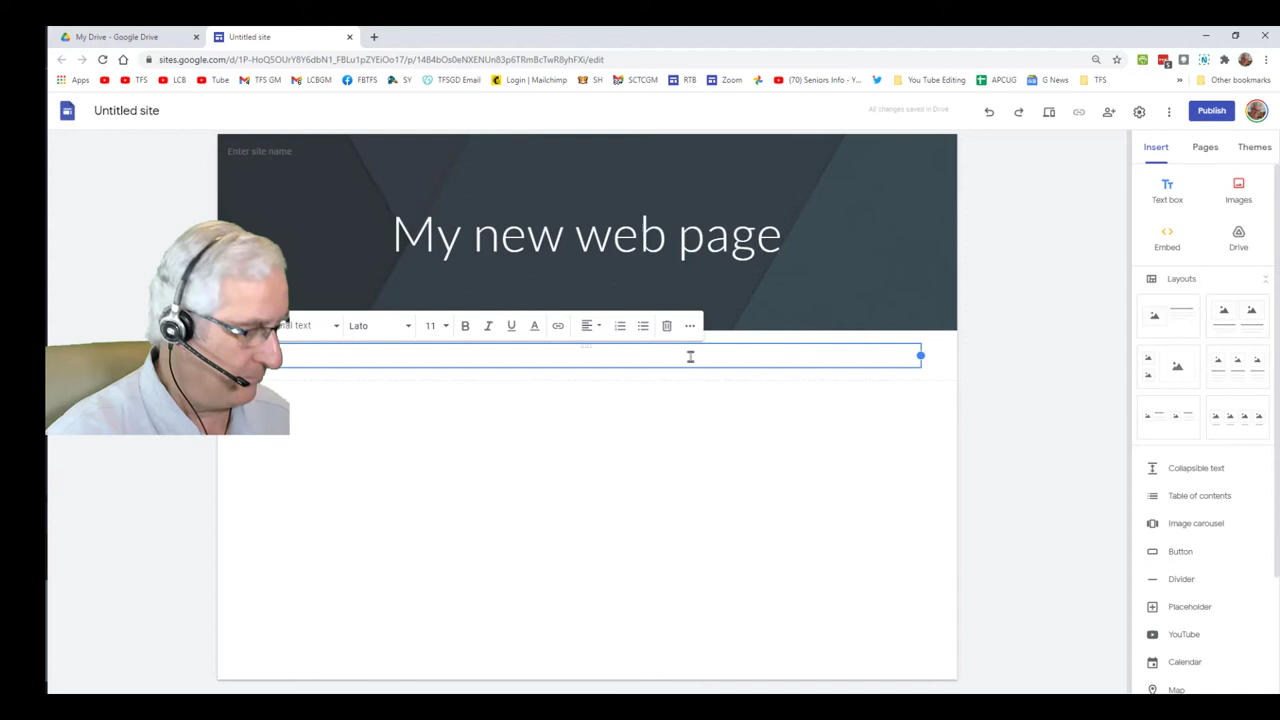 My Drive - Google Drive
Untitled site
sites.google.com/d/1P-HoQ5OUrY8Y6dbN1_FBLu1pZYEiOo17/p/14B4bOs0eNXENUn83p6TRmBcTwR8yhFXi/edit
Apps TFS LCB Tube TFS GM LCBGM FBTFS SY TFSGD Email Login | Mailchimp SH SCTCGM RTB Zoom (70) Seniors Info – Y... You Tube Editing APCUG G News TFS » Other bookmarks
Untitled site
All changes saved in Drive
Publish
Enter site name
Insert Pages Themes
My new web page
Text box Images
Embed Drive
Layouts
Lato 11 B I U A
text
Collapsible text
Table of contents
Image carousel
Button
Divider
Placeholder
YouTube
Calendar
Map